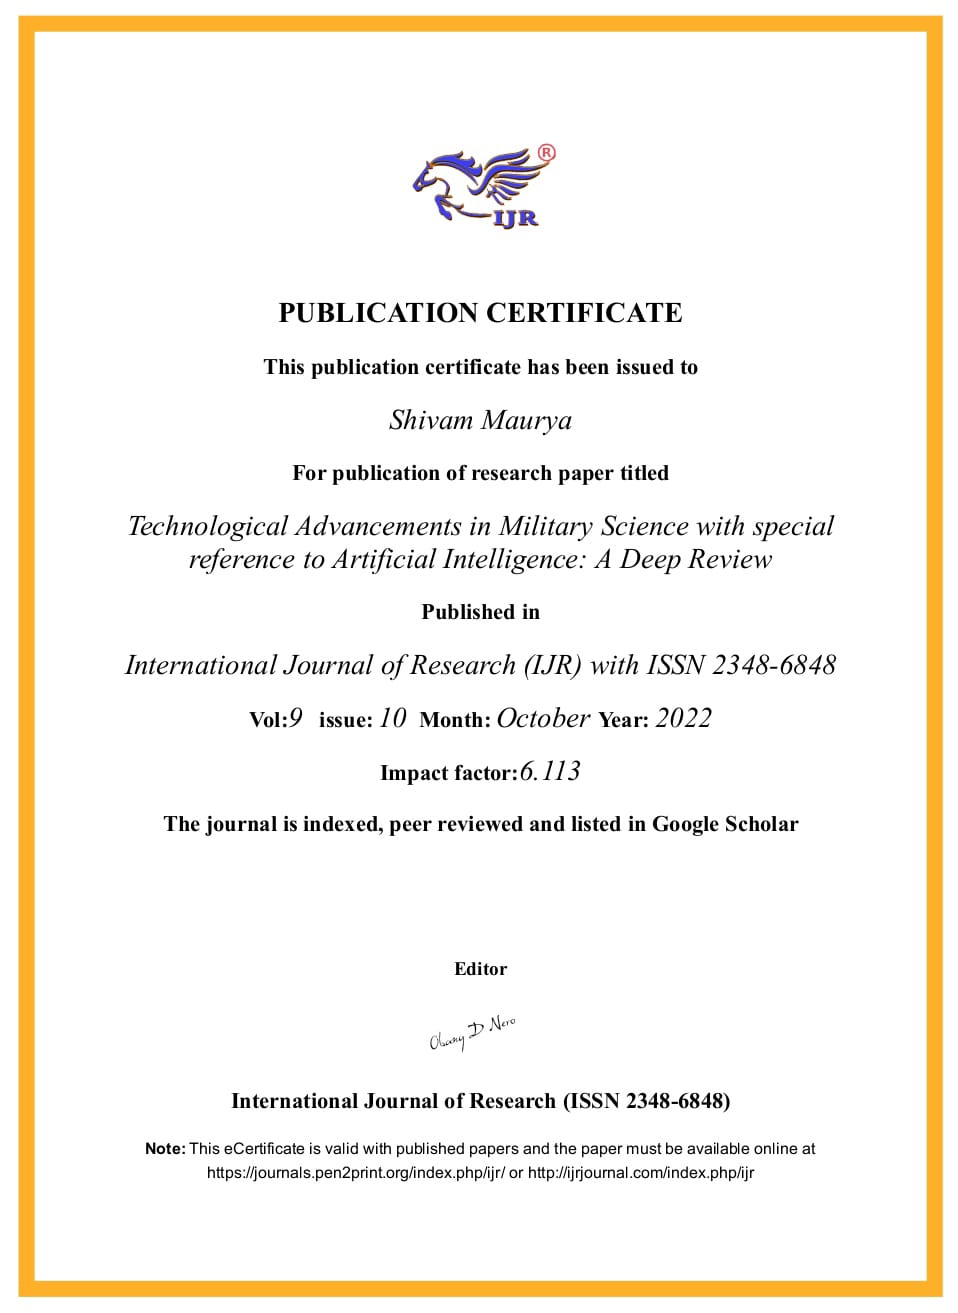 ®
IJR
PUBLICATION CERTIFICATE
This publication certificate has been issued to
Shivam Maurya
For publication of research paper titled
Technological Advancements in Military Science with special
reference to Artificial Intelligence: A Deep Review
Published in
International Journal of Research (IJR) with ISSN 2348-6848
Vol:9 issue: 10 Month: October Year: 2022
Impact factor:6.113
The journal is indexed, peer reviewed and listed in Google Scholar
Editor
D Nero
International Journal of Research (ISSN 2348-6848)
Note: This eCertificate is valid with published papers and the paper must be available online at
https://journals.pen2print.org/index.php/ijr/ or http://ijrjournal.com/index.php/ijr